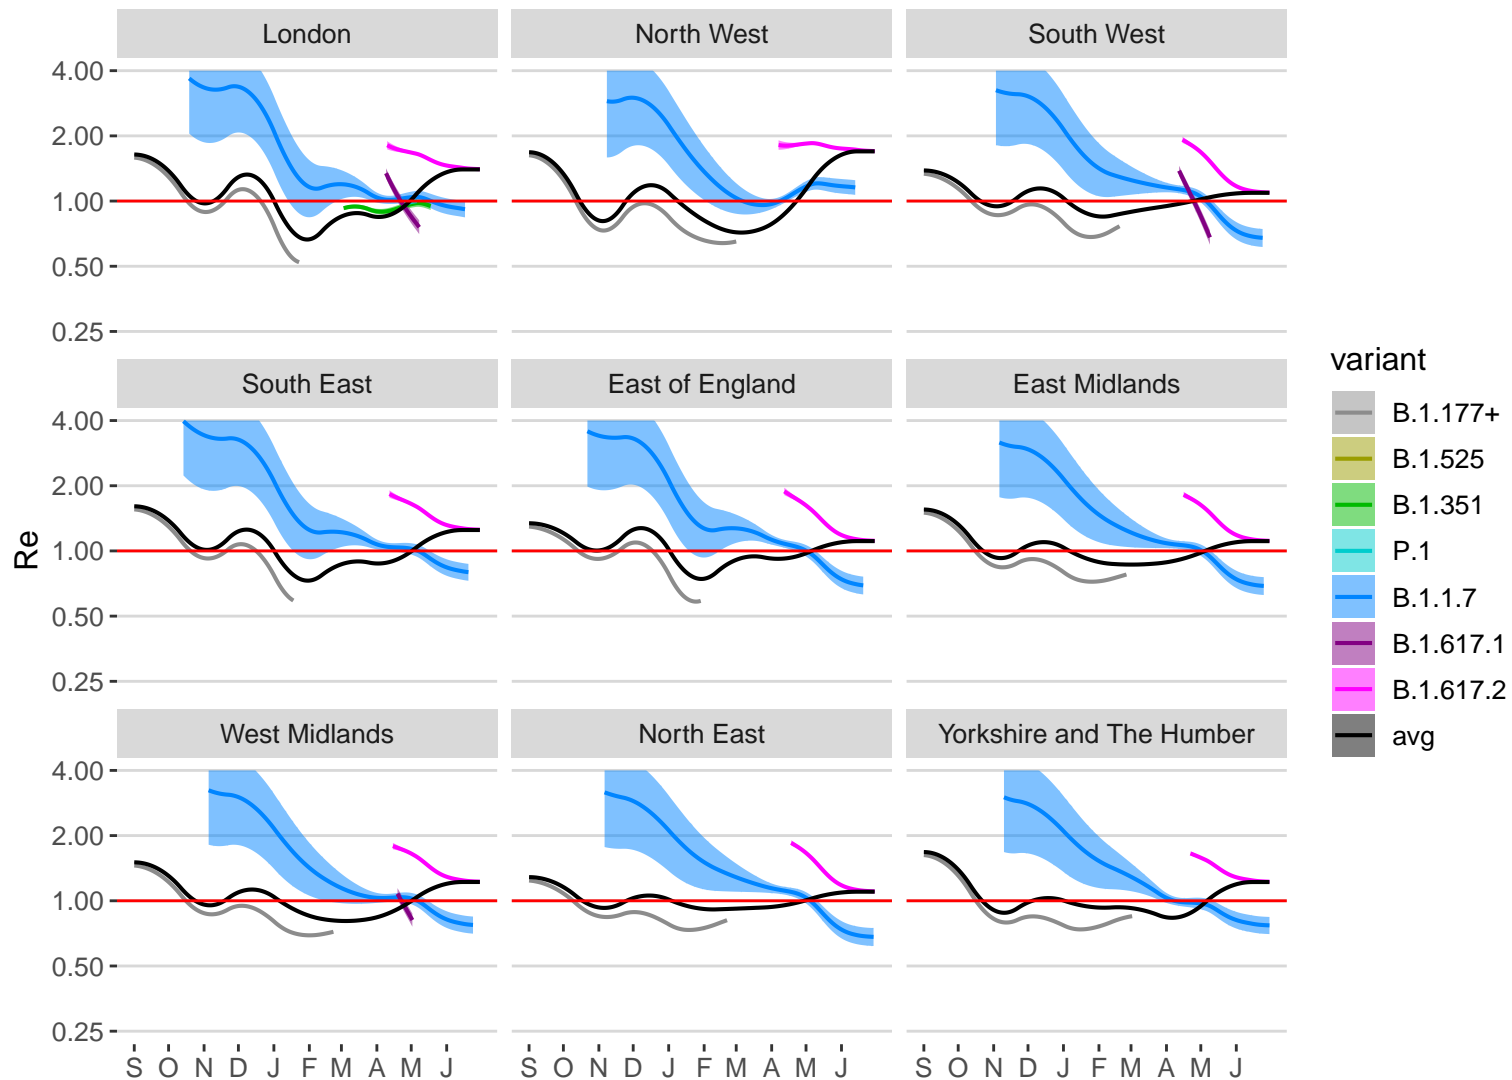 London
North West
South West
4.00
2.00
1.00
0.50
0.25
South East
East of England
East Midlands
4.00
2.00
1.00
0.50
0.25
West Midlands
North East
Yorkshire and The Humber
4.00
2.00
1.00
0.50
0.25
S O N D J F M A M J
S O N D J F M A M J
S O N D J F M A M J
Re
variant
B.1.177+
B.1.525
B.1.351
P.1
B.1.1.7
B.1.617.1
B.1.617.2
avg